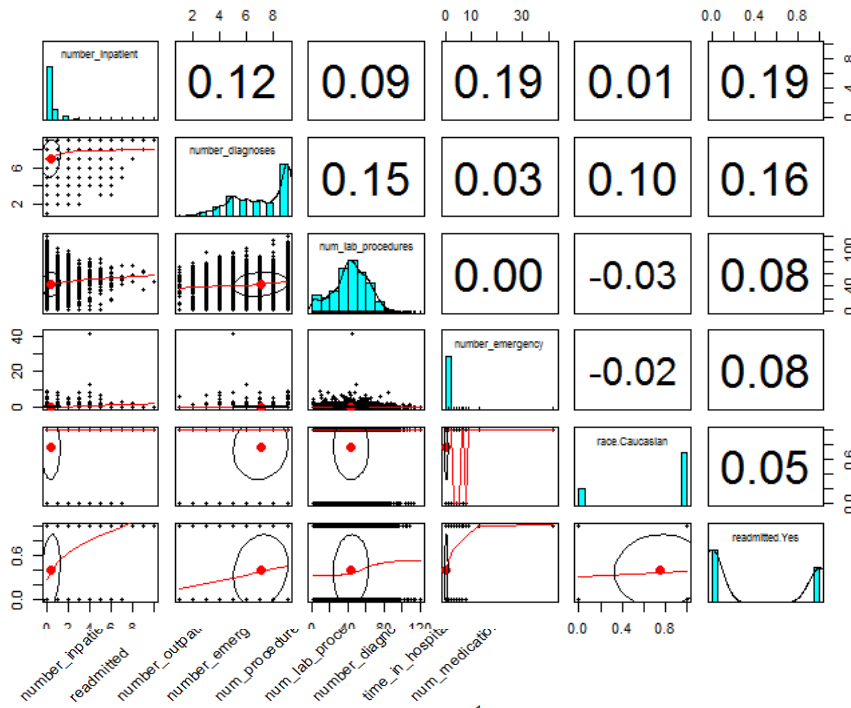 2 4 6 8
0 10 30
0.0 0.4 0.8
number_inpatient
0.12
0.09
0.19
0.01
0.19
0 4 8
number_diagnoses
0.15
0.03
0.10
0.16
2 6
num_lab_procedures
0.00
-0.03
0.08
0 40 100
number_emergency
-0.02
0.08
0 20 40
race.Caucasian
0.05
0.0 0.6
readmitted.Yes
0.0 0.6
0 2 4 6 8
0 40 80 120
0.0 0.4 0.8
number_inpatie
readmitted
number_outpati
number_emerg
num_procedure
num_lab_proce
number_diagno
time_in_hospita
num_medicatio